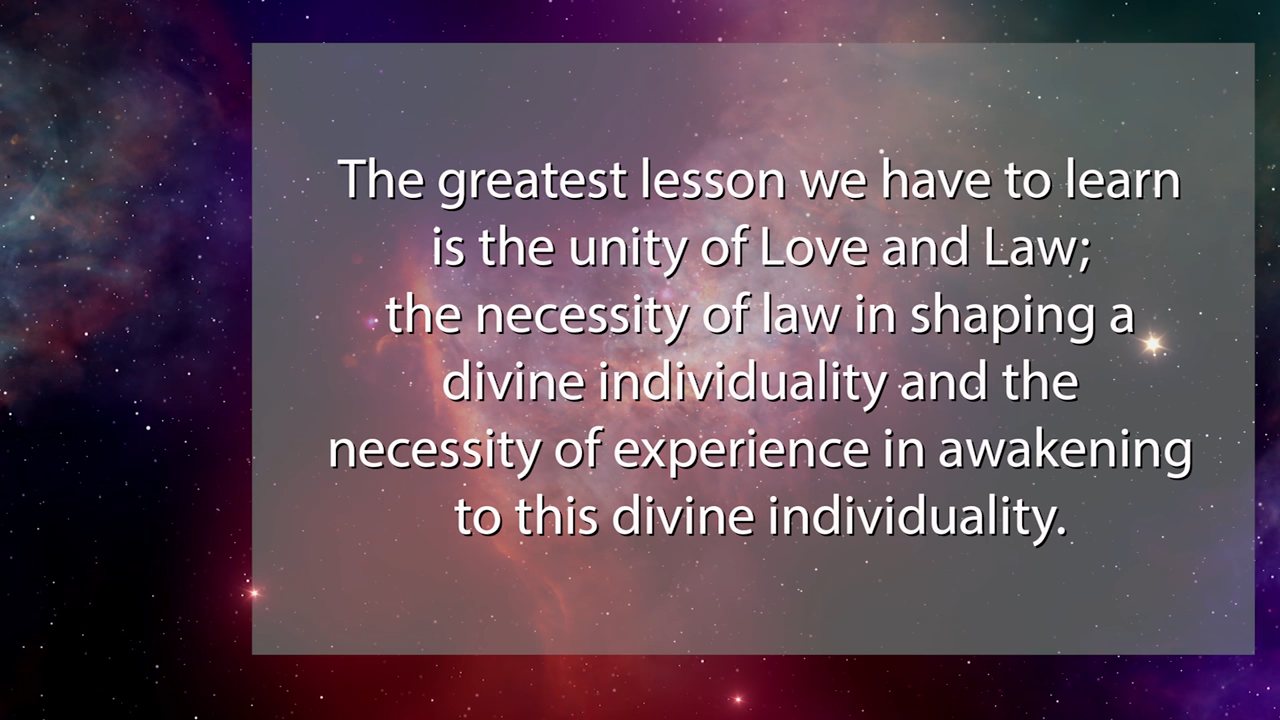 The greatest lesson we have to learn
is the unity of Love and Law;
the necessity of law in shaping a
divine individuality and the
necessity of experience in awakening
to this divine individuality.